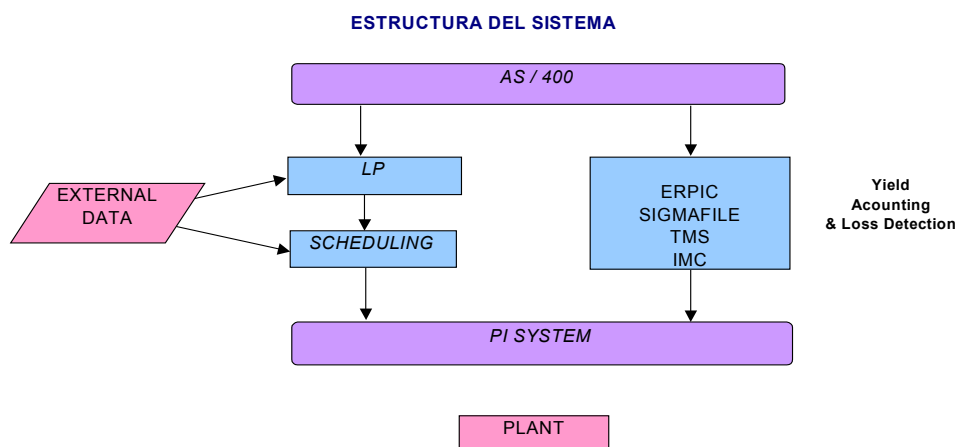 ESTRUCTURA DEL SISTEMA
AS / 400
LP
EXTERNAL
DATA
SCHEDULING
ERPIC
SIGMAFILE
TMS
IMC
Yield
Acounting
& Loss Detection
PI SYSTEM
PLANT